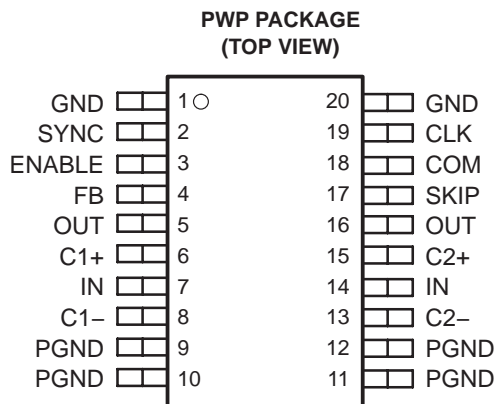 PWP PACKAGE
(TOP VIEW)
GND 1 20 GND
SYNC 2 19 CLK
ENABLE 3 18 COM
FB 4 17 SKIP
OUT 5 16 OUT
C1+ 6 15 C2+
IN 7 14 IN
C1− 8 13 C2−
PGND 9 12 PGND
PGND 10 11 PGND